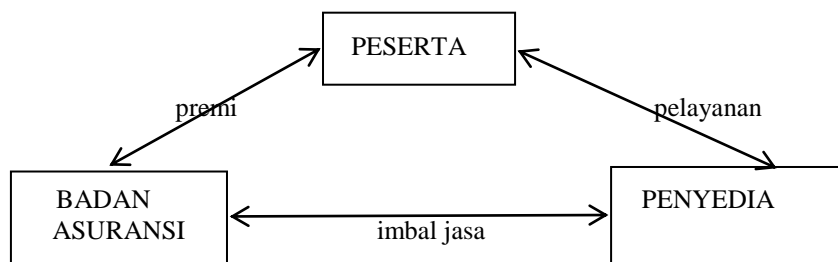 PESERTA
premi
pelayanan
BADAN
ASURANSI
PENYEDIA
imbal jasa